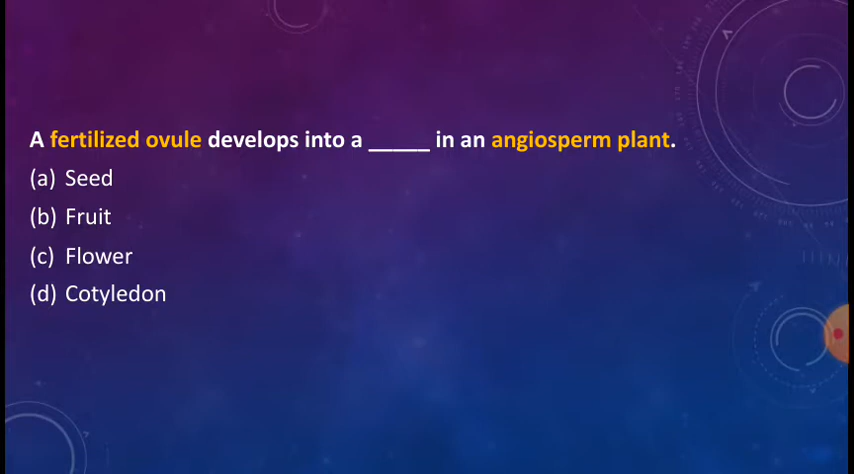 A fertilized ovule develops into a _____ in an angiosperm plant.
(a) Seed
(b) Fruit
(c) Flower
(d) Cotyledon